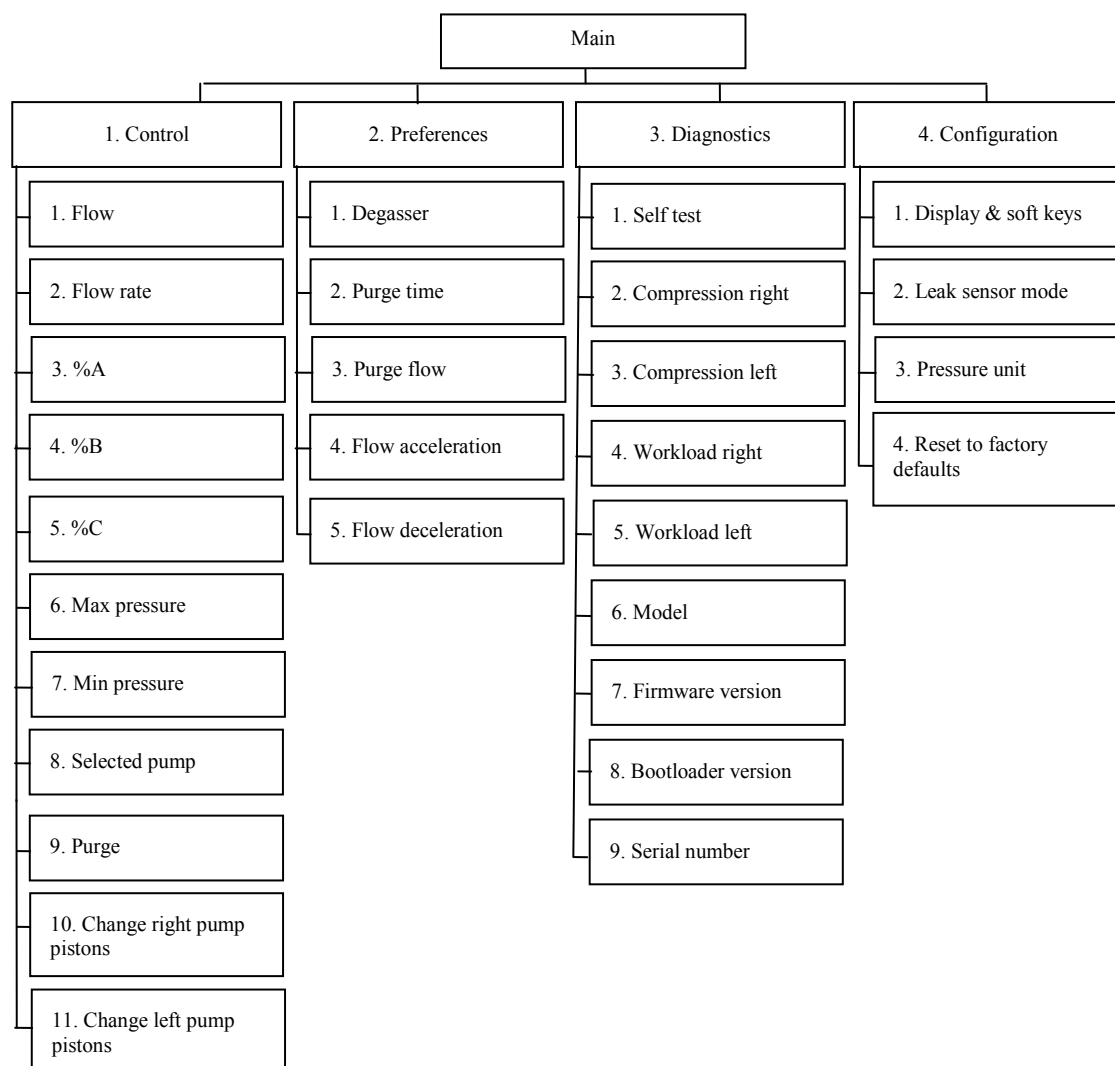 Main
1. Control
1. Flow
2. Flow rate
3. %A
4. %B
5. %C
6. Max pressure
7. Min pressure
8. Selected pump
9. Purge
10. Change right pump
pistons
11. Change left pump
pistons
2. Preferences
1. Degasser
2. Purge time
3. Purge flow
4. Flow acceleration
5. Flow deceleration
3. Diagnostics
1. Self test
2. Compression right
3. Compression left
4. Workload right
5. Workload left
6. Model
7. Firmware version
8. Bootloader version
9. Serial number
4. Configuration
1. Display & soft keys
2. Leak sensor mode
3. Pressure unit
4. Reset to factory
defaults